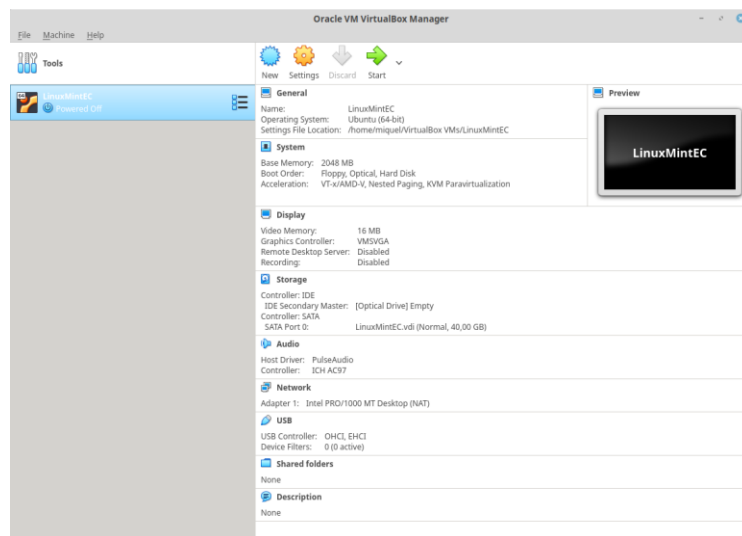 Oracle VM VirtualBox Manager
File Machine Help
Tools
New Settings Discard Start
LinuxMintEC
Powered Off
General
Name: LinuxMintEC
Operating System: Ubuntu (64-bit)
Settings File Location: /home/miquel/VirtualBox VMs/LinuxMintEC
Preview
LinuxMintEC
System
Base Memory: 2048 MB
Boot Order: Floppy, Optical, Hard Disk
Acceleration: VT-x/AMD-V, Nested Paging, KVM Paravirtualization
Display
Video Memory: 16 MB
Graphics Controller: VMSVGA
Remote Desktop Server: Disabled
Recording: Disabled
Storage
Controller: IDE
IDE Secondary Master: [Optical Drive] Empty
Controller: SATA
SATA Port 0: LinuxMintEC.vdi (Normal, 40,00 GB)
Audio
Host Driver: PulseAudio
Controller: ICH AC97
Network
Adapter 1: Intel PRO/1000 MT Desktop (NAT)
USB
USB Controller: OHCI, EHCI
Device Filters: 0 (0 active)
Shared folders
None
Description
None